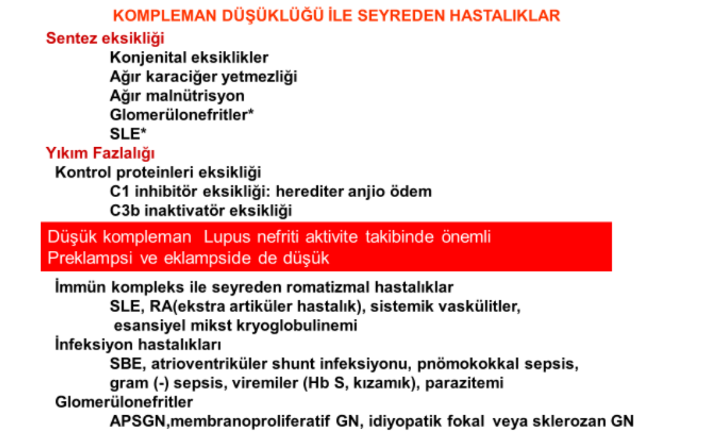 KOMPLEMAN DÜŞÜKLÜĞÜ İLE SEYREDEN HASTALIKLAR
Sentez eksikliği
Konjenital eksiklikler
Ağır karaciğer yetmezliği
Ağır malnütrisyon
Glomerülonefritler*
SLE*
Yıkım Fazlalığı
Kontrol proteinleri eksikliği
C1 inhibitör eksikliği: herediter anjio ödem
C3b inaktivatör eksikliği
Düşük kompleman Lupus nefriti aktivite takibinde önemli
Preklampsi ve eklampside de düşük
İmmün kompleks ile seyreden romatizmal hastalıklar
SLE, RA(ekstra artiküler hastalık), sistemik vaskülitler,
esansiyel mikst kryoglobulinemi
İnfeksiyon hastalıkları
SBE, atrioventriküler shunt infeksiyonu, pnömokokkal sepsis,
gram (-) sepsis, viremiler (Hb S, kızamık), parazitemi
Glomerülonefritler
APSGN,membranoproliferatif GN, idiyopatik fokal veya sklerozan GN